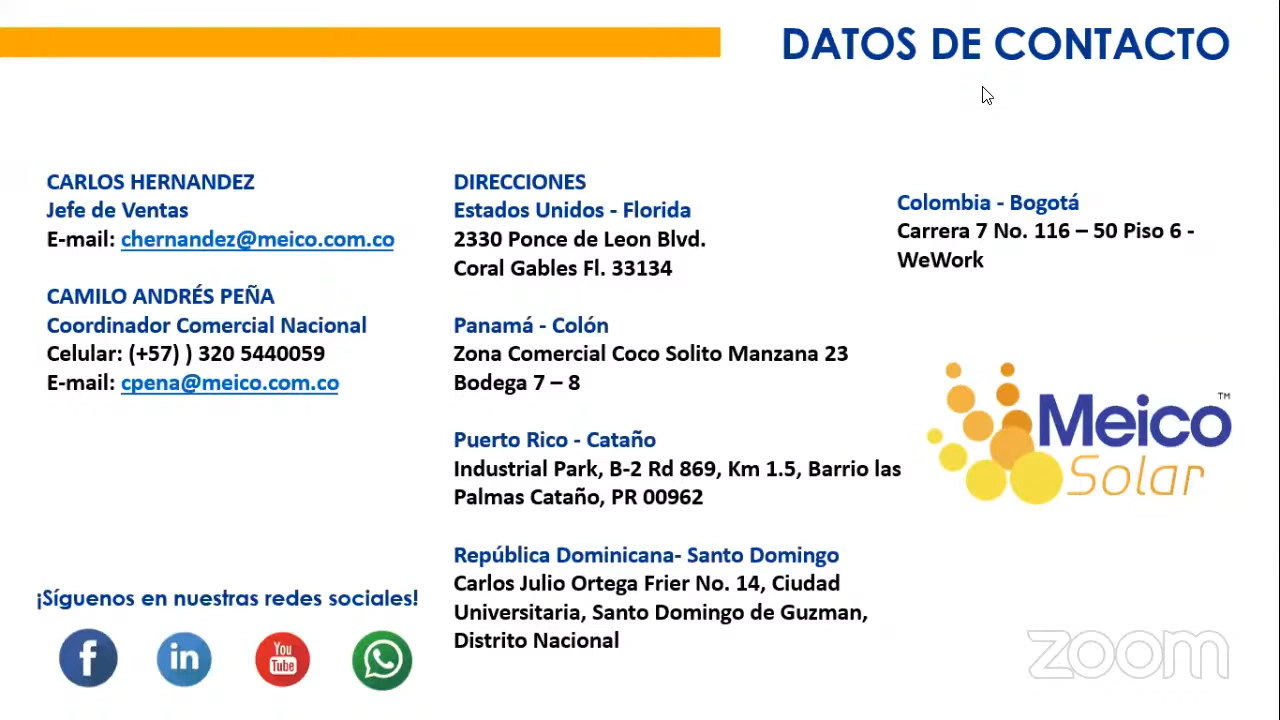 DATOS DE CONTACTO
CARLOS HERNANDEZ
Jefe de Ventas
E-mail: chernandez@meico.com.co
CAMILO ANDRÉS PEÑA
Coordinador Comercial Nacional
Celular: (+57) ) 320 5440059
E-mail: cpena@meico.com.co
¡Síguenos en nuestras redes sociales!
f
in
You
Tube
DIRECCIONES
Estados Unidos - Florida
2330 Ponce de Leon Blvd.
Coral Gables Fl. 33134
Panamá - Colón
Zona Comercial Coco Solito Manzana 23
Bodega 7 – 8
Puerto Rico - Cataño
Industrial Park, B-2 Rd 869, Km 1.5, Barrio las
Palmas Cataño, PR 00962
República Dominicana- Santo Domingo
Carlos Julio Ortega Frier No. 14, Ciudad
Universitaria, Santo Domingo de Guzman,
Distrito Nacional
Colombia - Bogotá
Carrera 7 No. 116 – 50 Piso 6 -
WeWork
Meico™
Solar
zoom